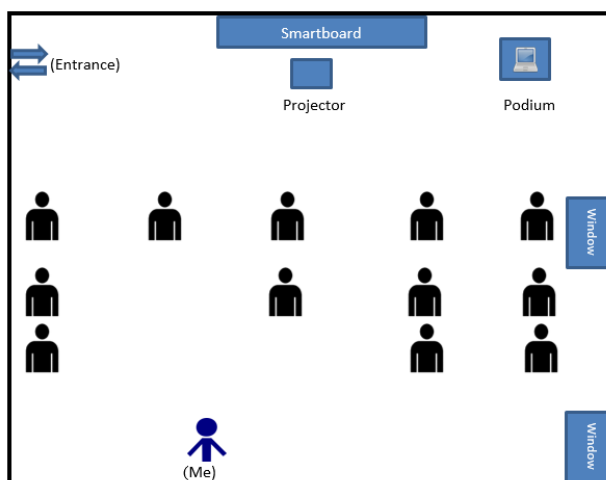 Smartboard
(Entrance)
Projector
Podium
Window
(Me)
Window